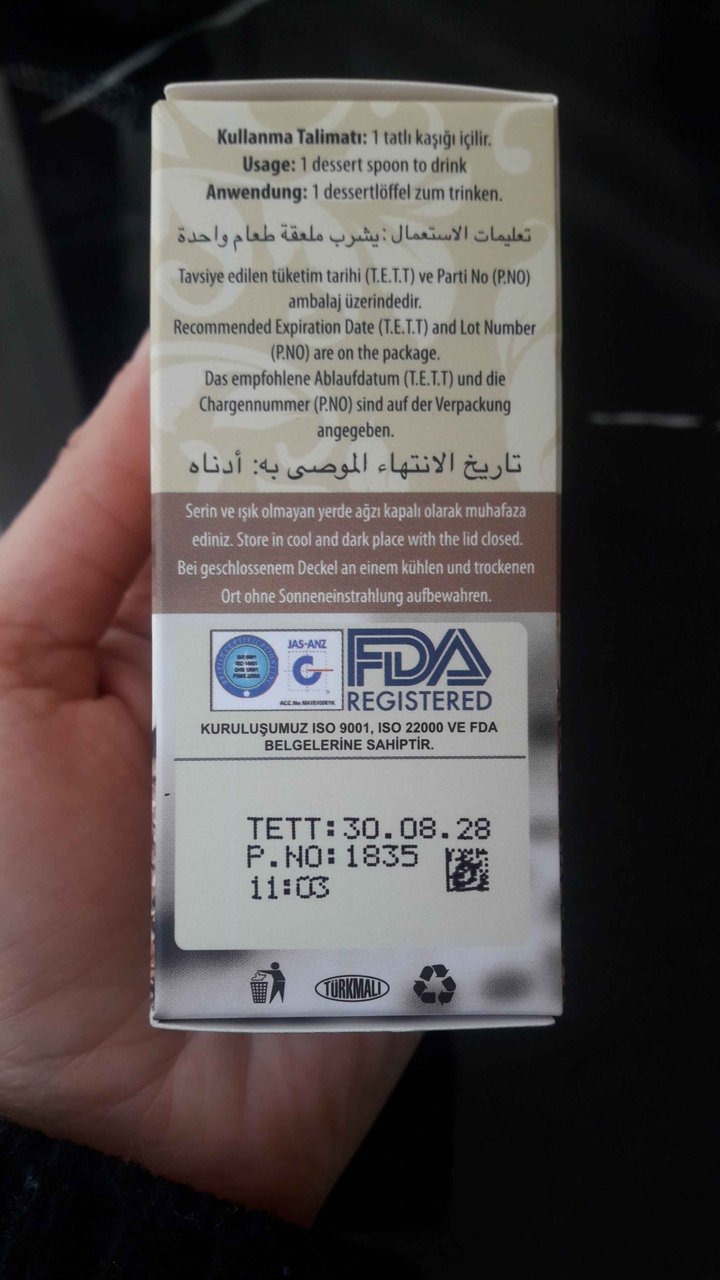 Kullanma Talimatı: 1 tatlı kaşığı içilir.
Usage: 1 dessert spoon to drink
Anwendung: 1 dessertlöffel zum trinken.
تعليمات الاستعمال: يشرب ملعقة طعام واحدة
Tavsiye edilen tüketim tarihi (T.E.T.T) ve Parti No (P.NO)
ambalaj üzerindedir.
Recommended Expiration Date (T.E.T.T) and Lot Number
(P.NO) are on the package.
Das empfohlene Ablaufdatum (T.E.T.T) und die
Chargennummer (P.NO) sind auf der Verpackung
angegeben.
تاريخ الانتهاء الموصى به: أدناه
Serin ve ışık olmayan yerde ağzı kapalı olarak muhafaza
ediniz. Store in cool and dark place with the lid closed.
Bei geschlossenem Deckel an einem kühlen und trockenen
Ort ohne Sonneneinstrahlung aufbewahren.
JAS-ANZ
FDA
REGISTERED
KURULUŞUMUZ ISO 9001, ISO 22000 VE FDA
BELGELERİNE SAHİPTİR.
TETT:30.08.28
P.NO:1835
11:03
TÜRKMALI